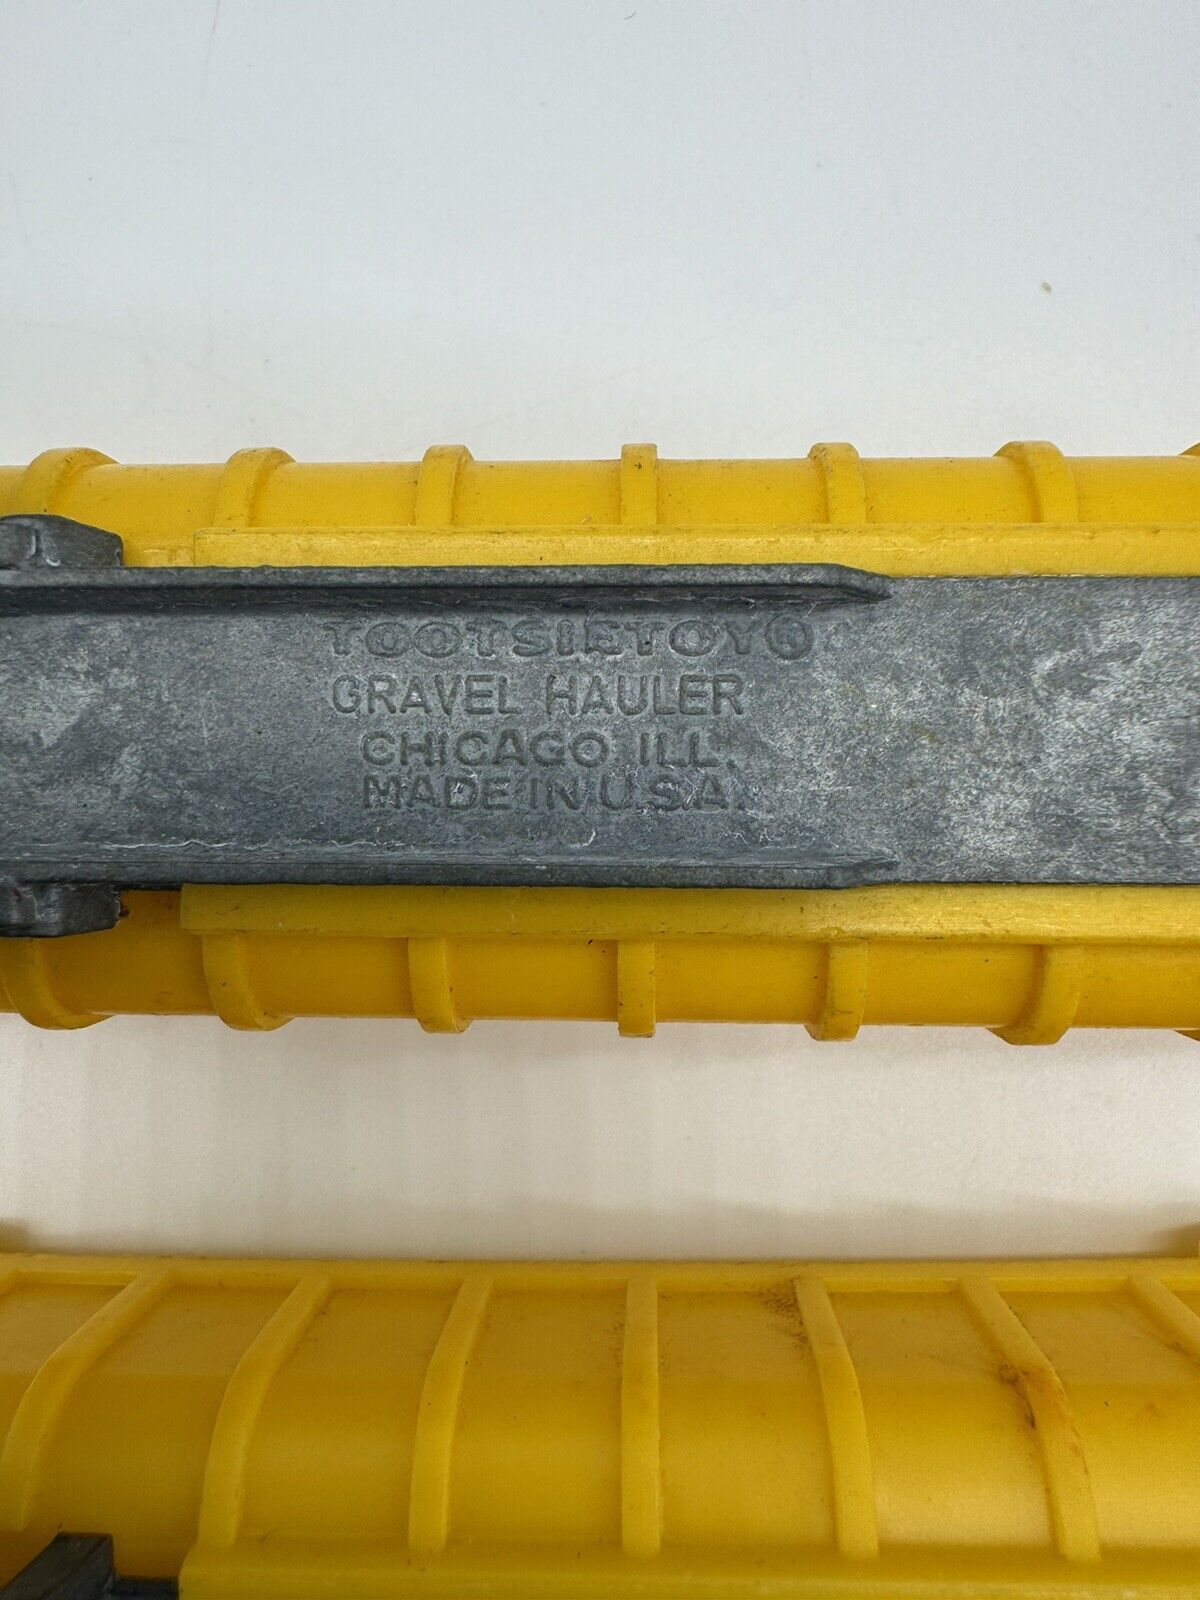 TOOTSIETOY®
GRAVEL HAULER
CHICAGO ILL.
MADE IN U.S.A.